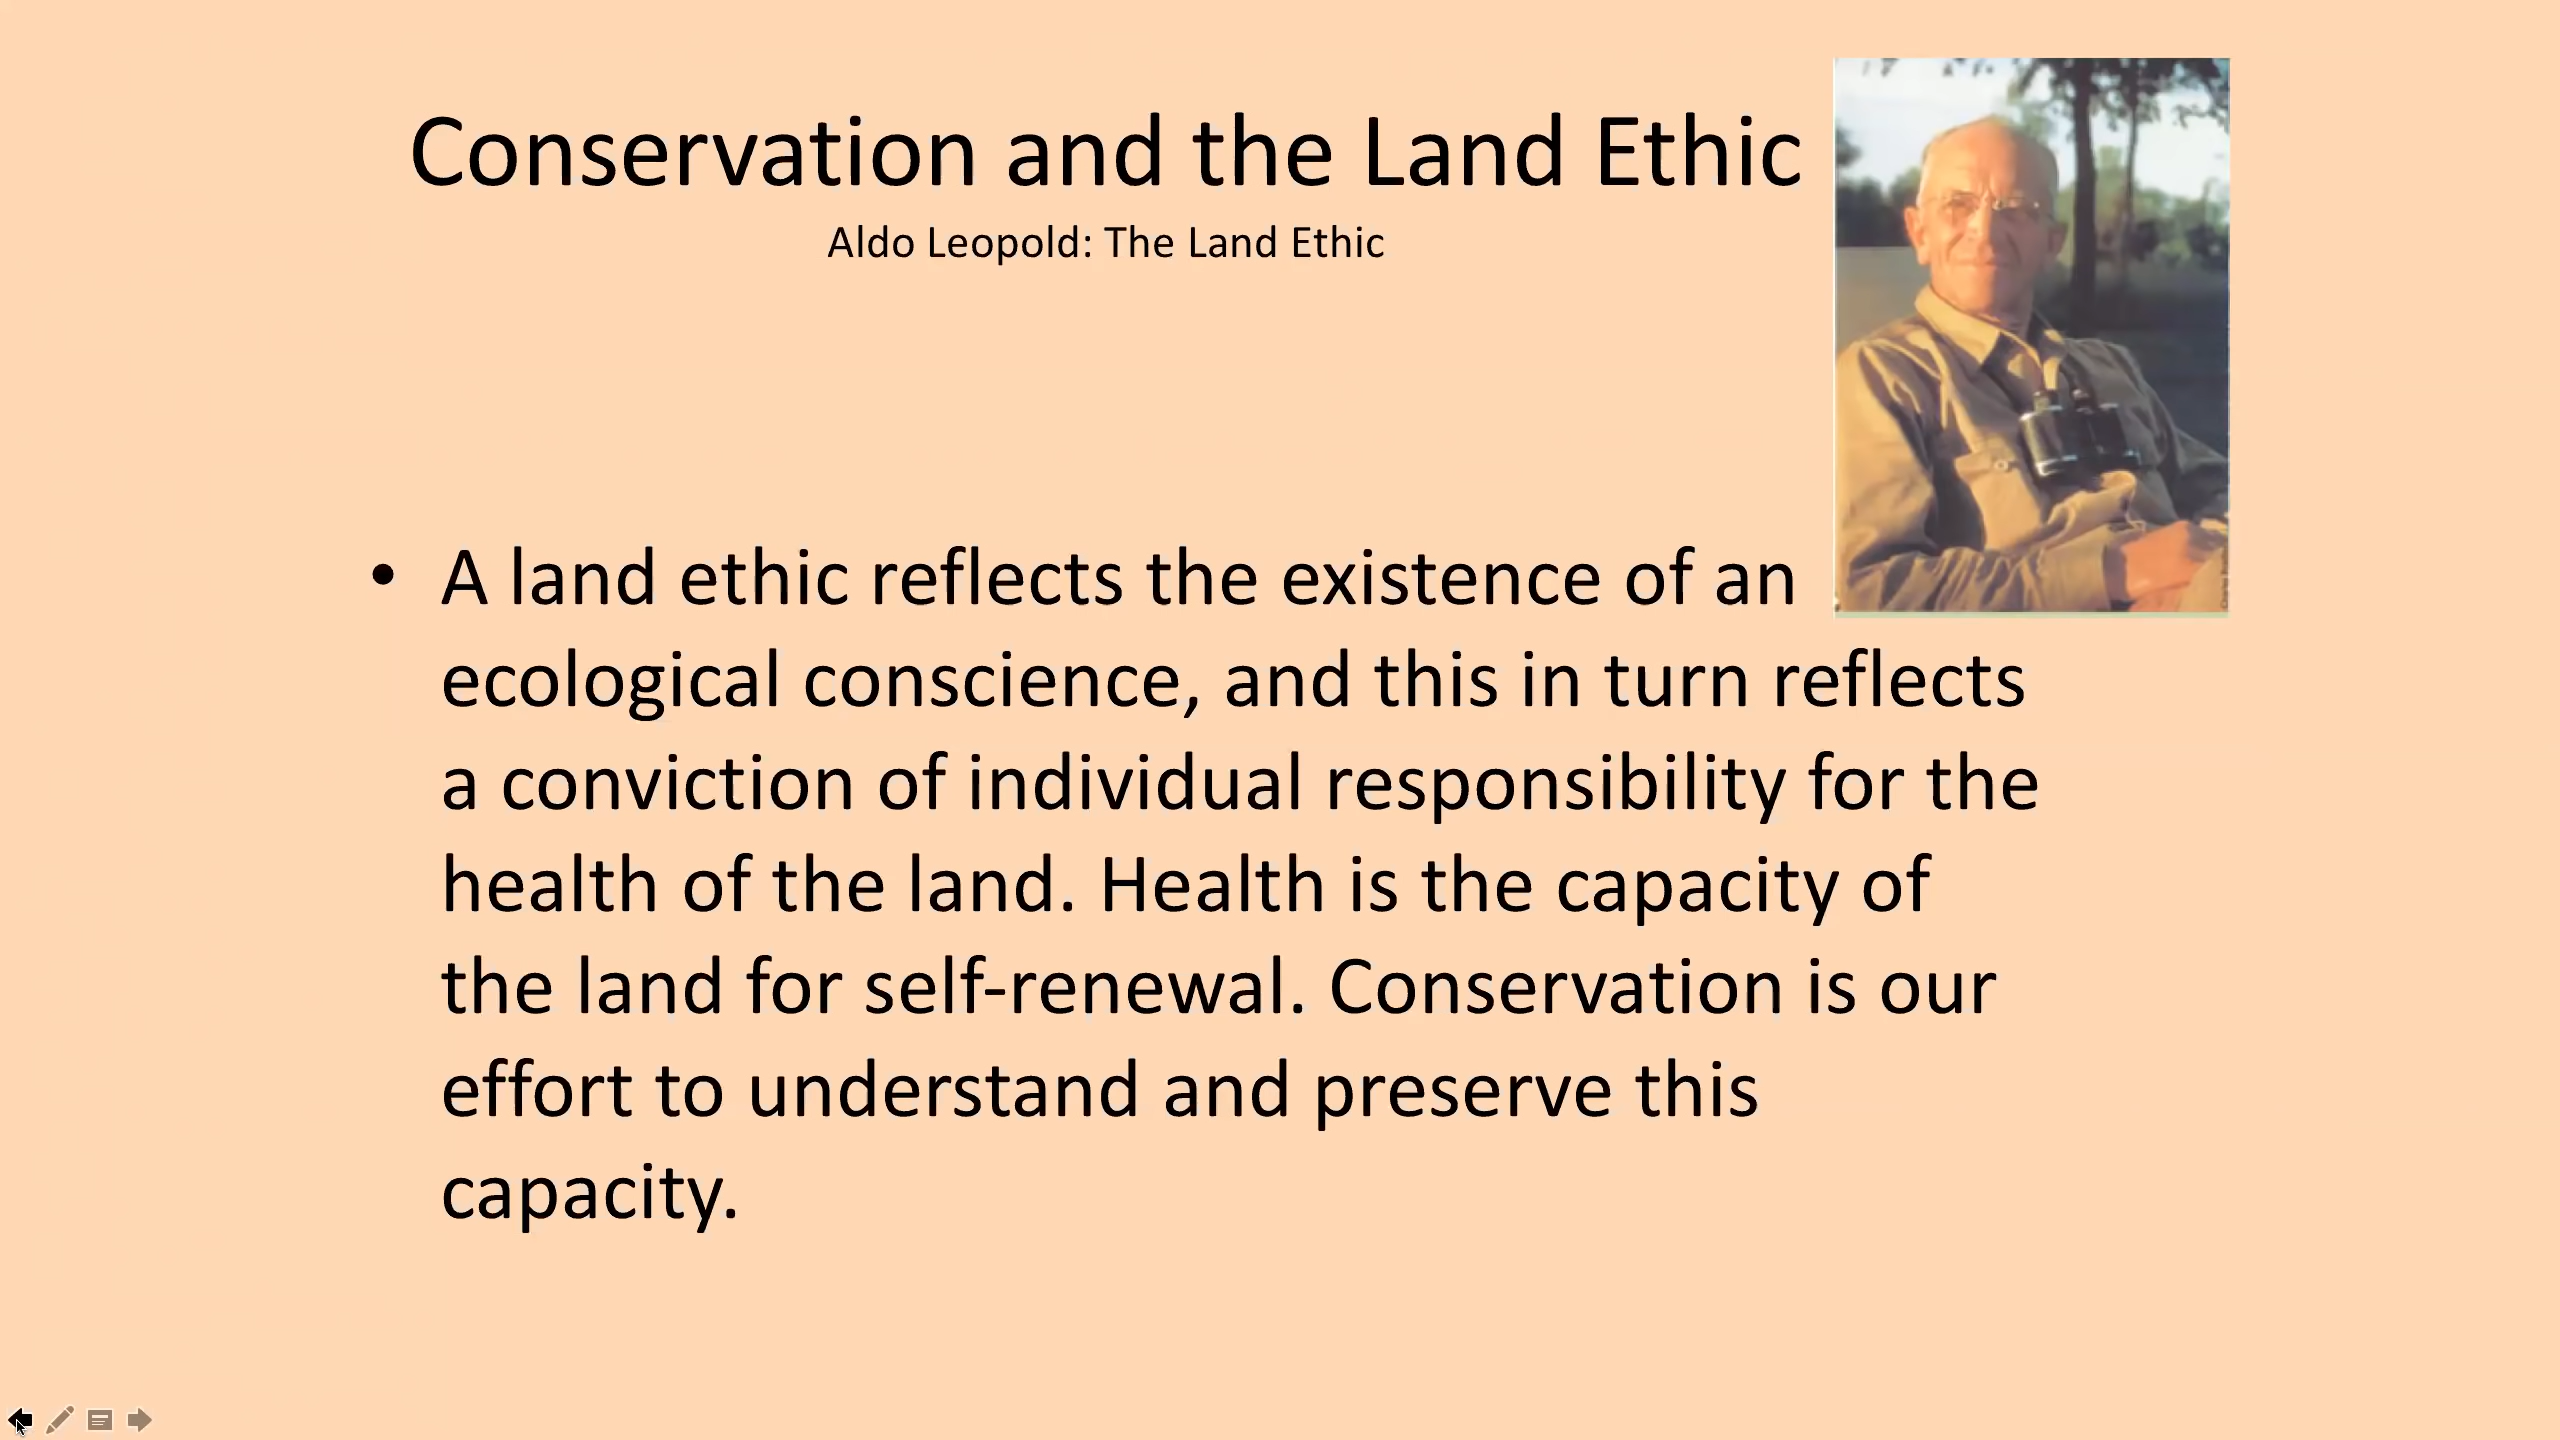 Conservation and the Land Ethic
Aldo Leopold: The Land Ethic
• A land ethic reflects the existence of an
ecological conscience, and this in turn reflects
a conviction of individual responsibility for the
health of the land. Health is the capacity of
the land for self-renewal. Conservation is our
effort to understand and preserve this
capacity.